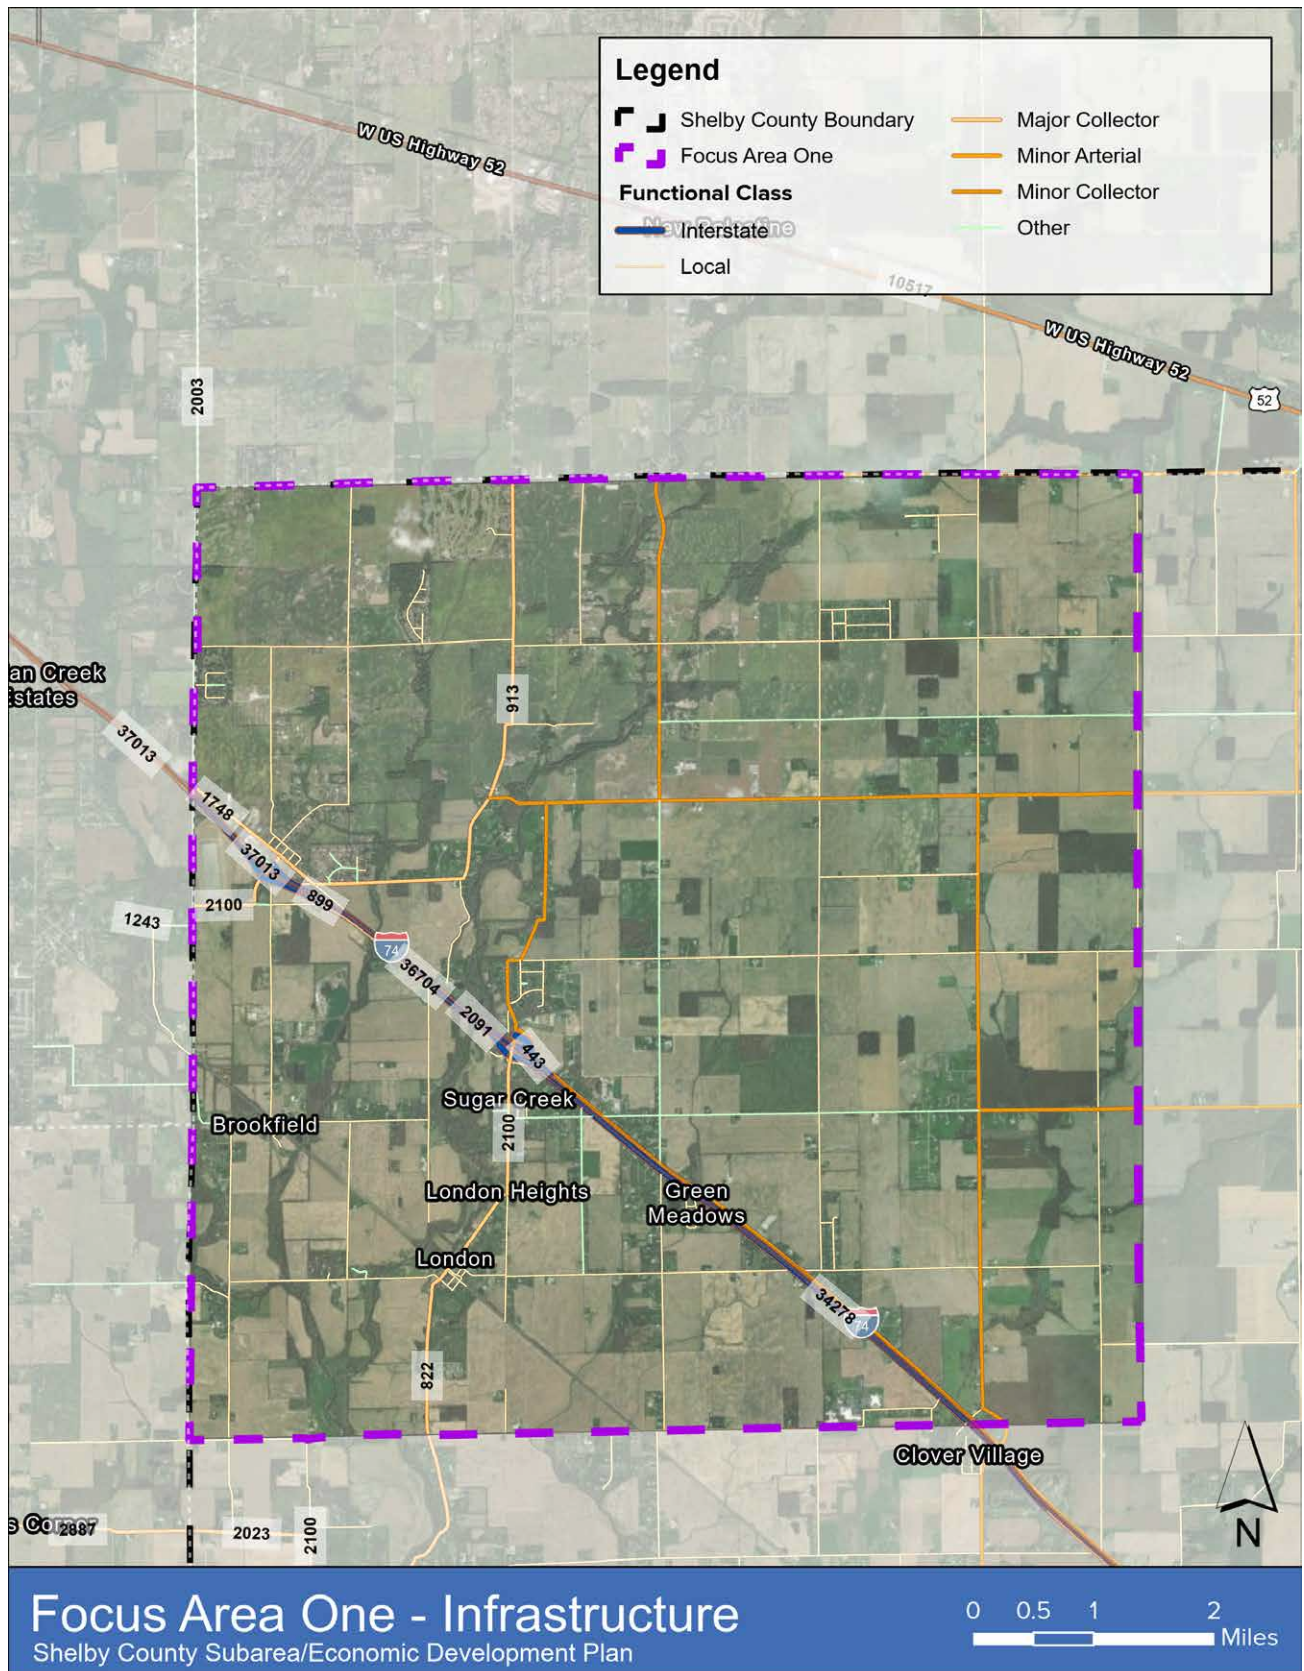 W US Highway 52
Legend
Shelby County Boundary
Focus Area One
Functional Class
Interstate
Local
Major Collector
Minor Arterial
Minor Collector
Other
10517
W US Highway 52
52
2003
an Creek
Estates
913
37013
1748
37013
899
2100
1243
74
36704
2091
443
Sugar Creek
Brookfield
2100
London Heights
Green
Meadows
London
34278
74
822
Clover Village
2887
2023
2100
N
Focus Area One - Infrastructure
Shelby County Subarea/Economic Development Plan
0 0.5 1 2
Miles